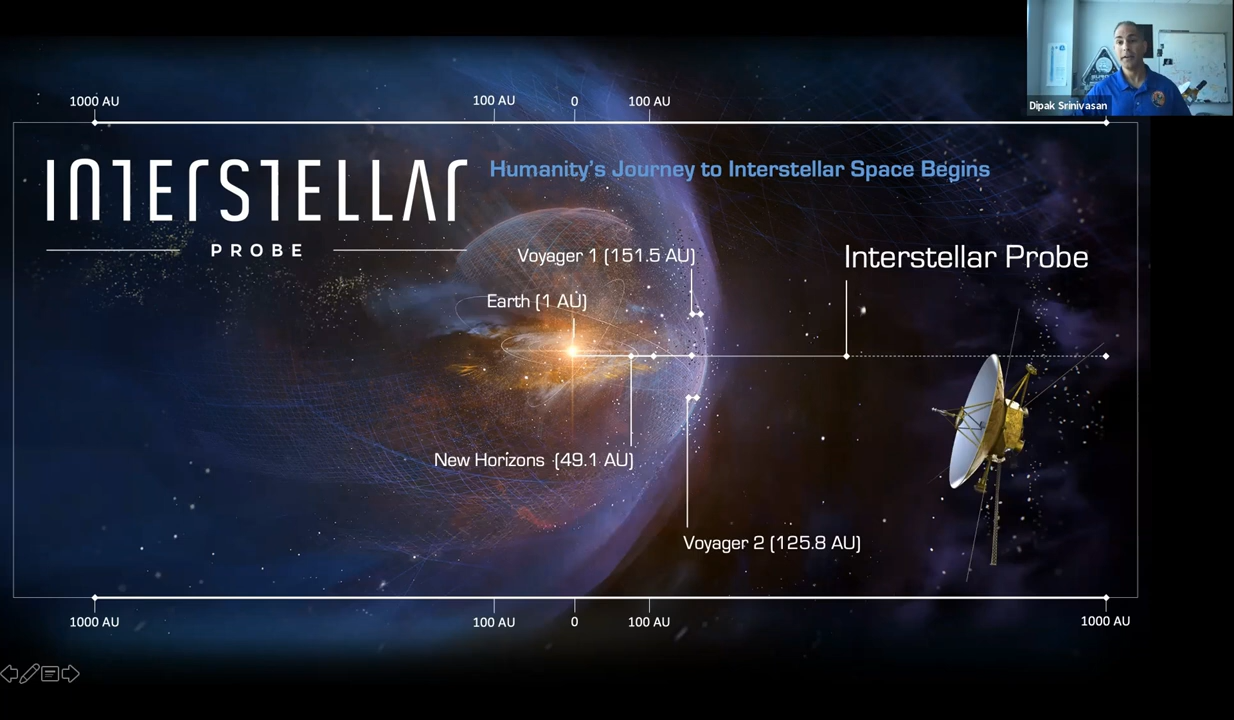 Dipak Srinivasan
1000 AU
100 AU
0
100 AU
INTERSTELLAR
PROBE
Humanity's Journey to Interstellar Space Begins
Voyager 1 (151.5 AU)
Interstellar Probe
Earth (1 AU)
New Horizons (49.1 AU)
Voyager 2 (125.8 AU)
1000 AU
100 AU
0
100 AU
1000 AU